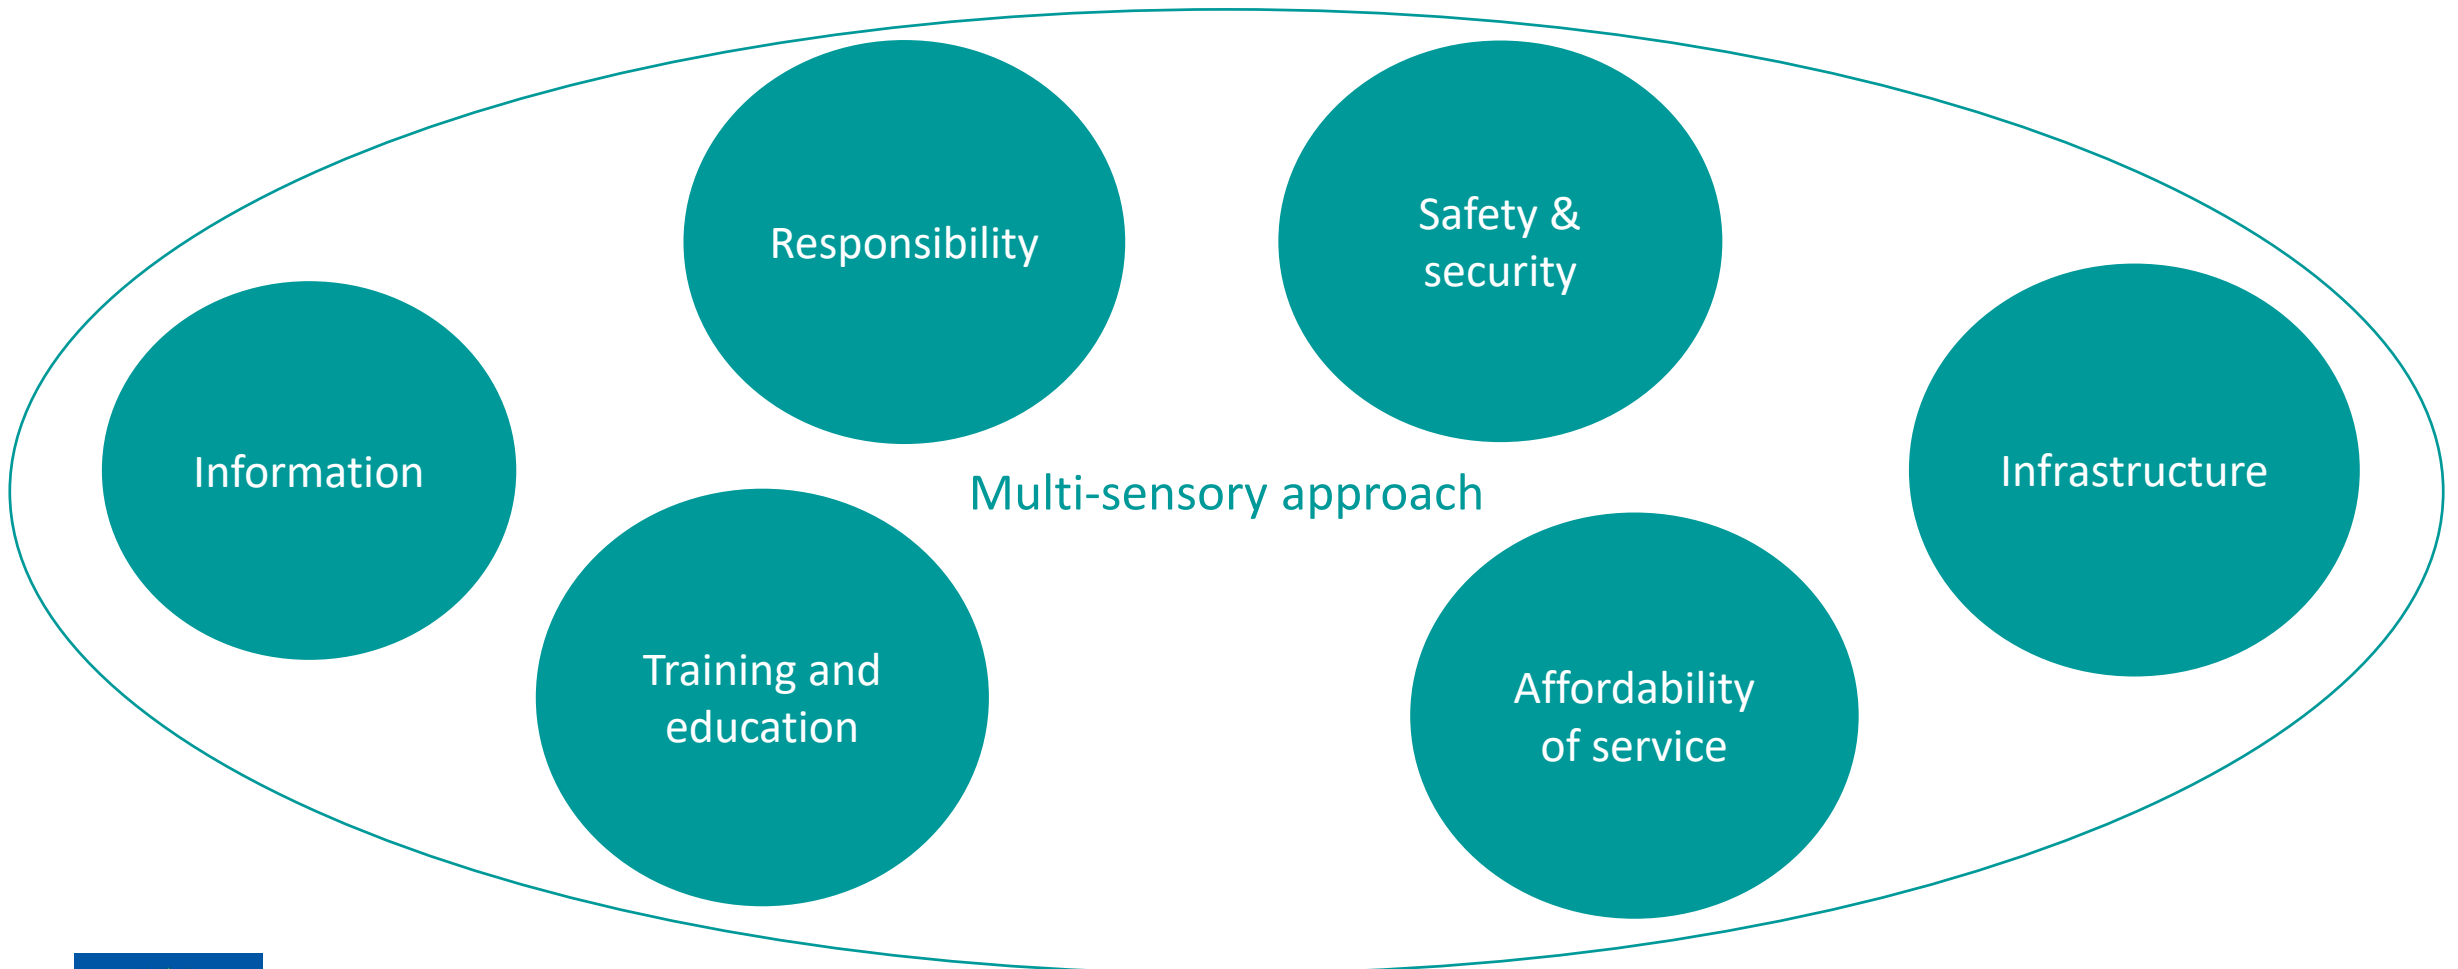 Responsibility
Safety &
security
Information
Multi-sensory approach
Infrastructure
Training and
education
Affordability
of service